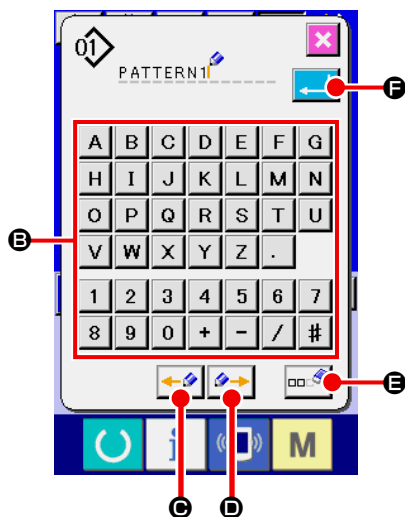 01
PATTERN1
F
A B C D E F G
H I J K L M N
O P Q R S T U
B
V W X Y Z .
1 2 3 4 5 6 7
8 9 0 + - / #
E
i M
C D